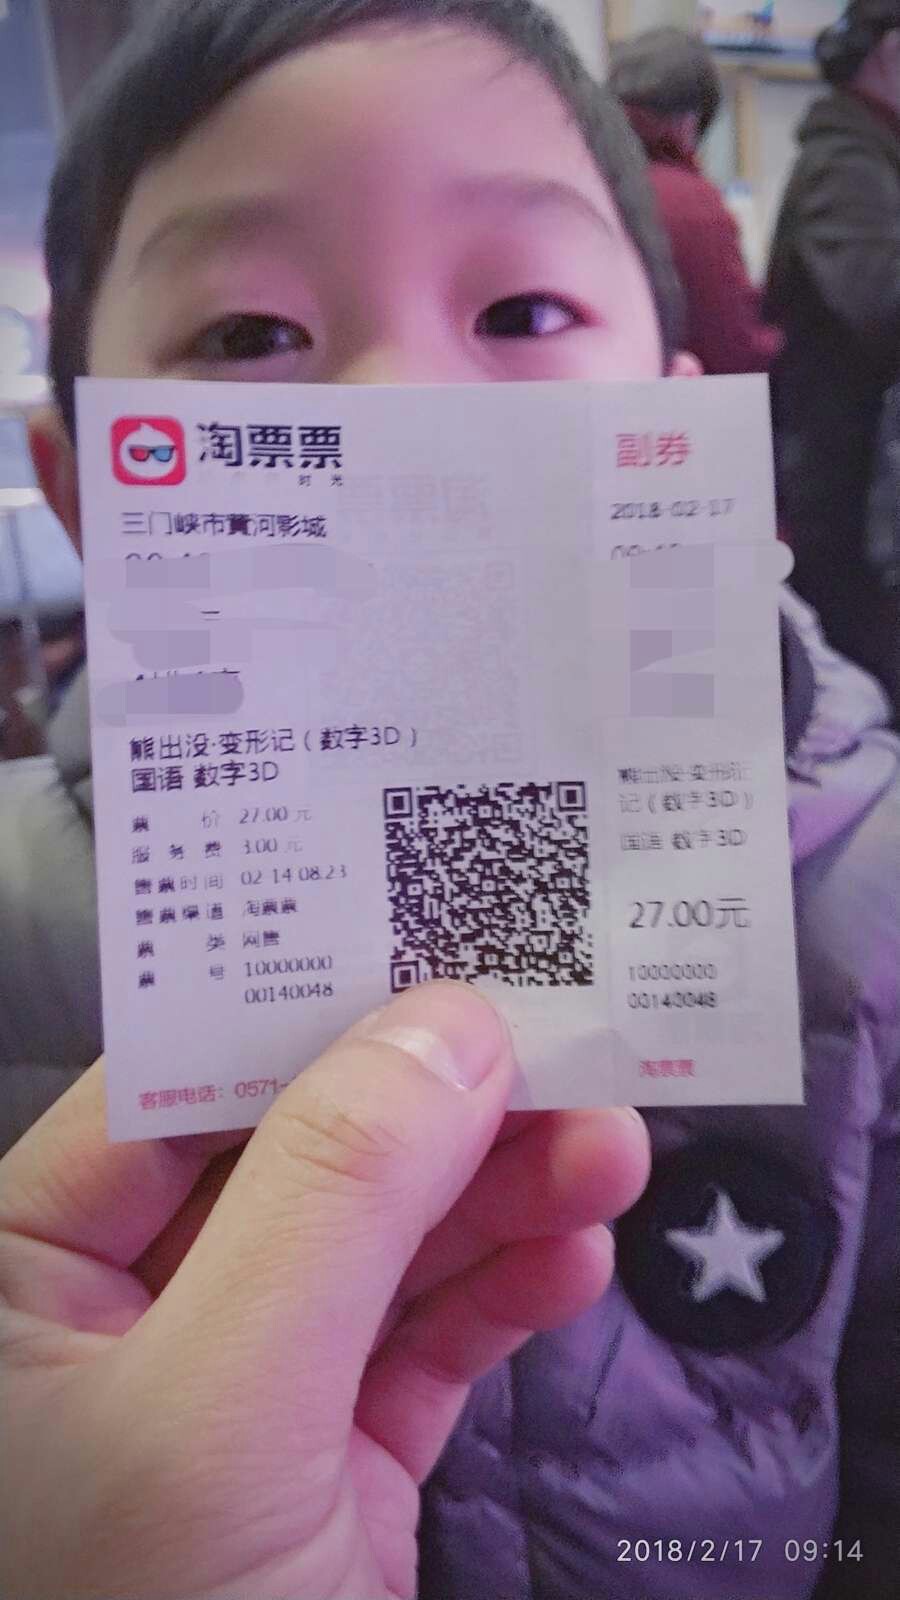 淘票票
时光
三门峡市黄河影城
熊出没·变形记（数字3D）
国语 数字3D
票 价 27.00 元
服 务 费 3.00 元
售票时间 02-14 08:23
售票渠道 淘票票
票 类 网售
票 号 10000000
00140048
客服电话：0571-
副券
2018-02-17
熊出没·变形记
记（数字3D）
国语 数字3D
27.00元
10000000
00140048
淘票票
2018/2/17 09:14